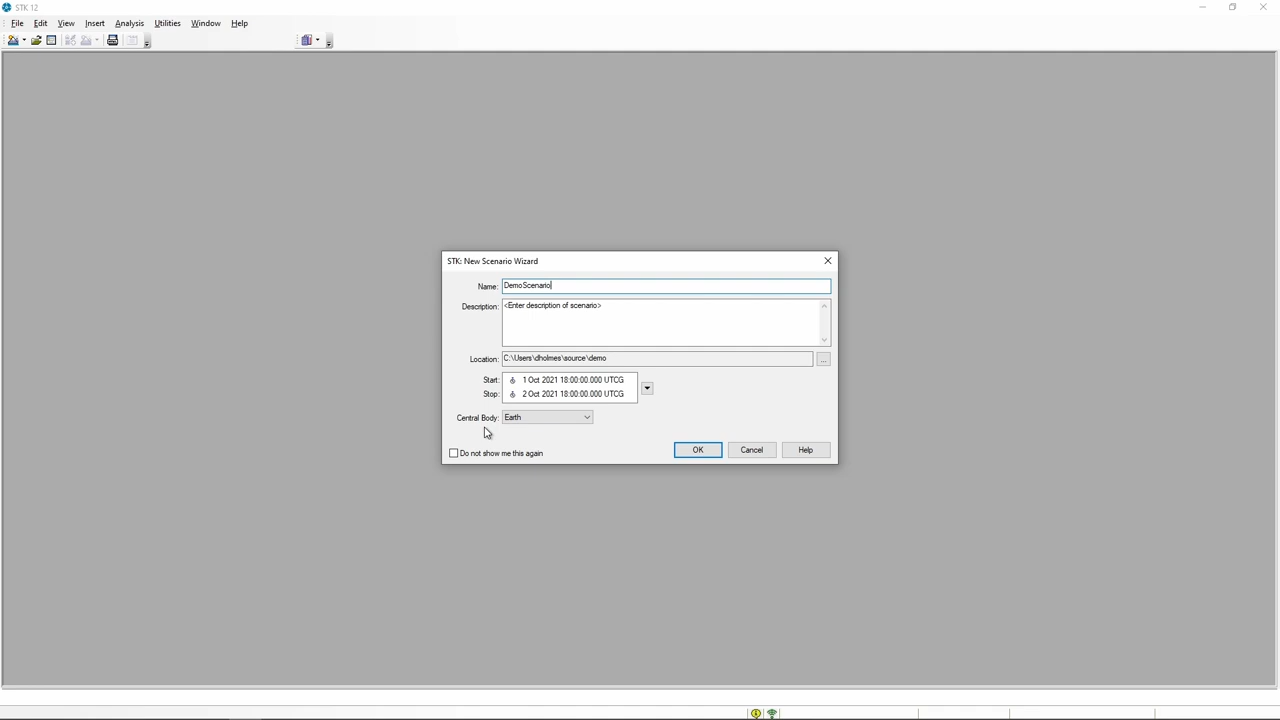 STK 12
File Edit View Insert Analysis Utilities Window Help
STK: New Scenario Wizard
Name: DemoScenario
Description: <Enter description of scenario>
Location: C:\Users\dholmes\source\demo ...
Start: 1 Oct 2021 18:00:00.000 UTCG
Stop: 2 Oct 2021 18:00:00.000 UTCG
Central Body: Earth
Do not show me this again
OK Cancel Help